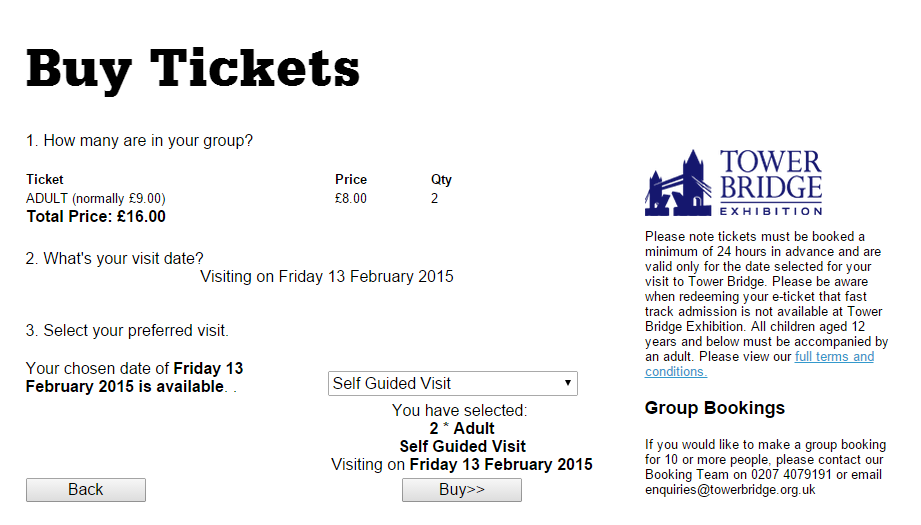 Buy Tickets
1. How many are in your group?
Ticket Price Qty
ADULT (normally £9.00) £8.00 2
Total Price: £16.00
2. What's your visit date?
Visiting on Friday 13 February 2015
3. Select your preferred visit.
Your chosen date of Friday 13
February 2015 is available. .
Self Guided Visit
You have selected:
2 * Adult
Self Guided Visit
Visiting on Friday 13 February 2015
Back
Buy>>
TOWER
BRIDGE
EXHIBITION
Please note tickets must be booked a
minimum of 24 hours in advance and are
valid only for the date selected for your
visit to Tower Bridge. Please be aware
when redeeming your e-ticket that fast
track admission is not available at Tower
Bridge Exhibition. All children aged 12
years and below must be accompanied by
an adult. Please view our full terms and
conditions.
Group Bookings
If you would like to make a group booking
for 10 or more people, please contact our
Booking Team on 0207 4079191 or email
enquiries@towerbridge.org.uk